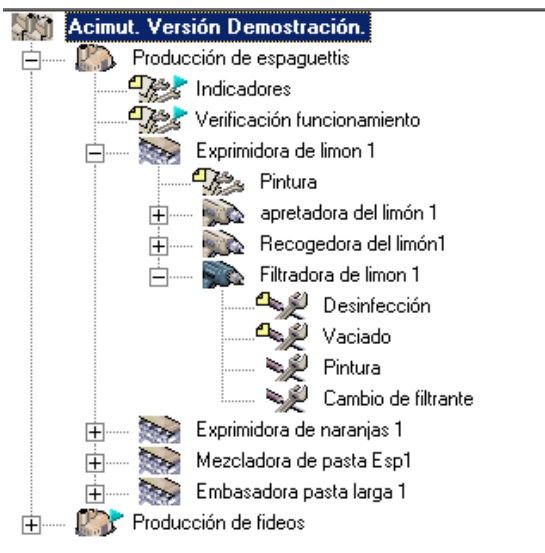 Acimut. Versión Demostración.
Producción de espaguettis
Indicadores
Verificación funcionamiento
Exprimidora de limon 1
Pintura
apretadora del limón 1
Recogedora del limón1
Filtradora de limon 1
Desinfección
Vaciado
Pintura
Cambio de filtrante
Exprimidora de naranjas 1
Mezcladora de pasta Esp1
Embasadora pasta larga 1
Producción de fideos